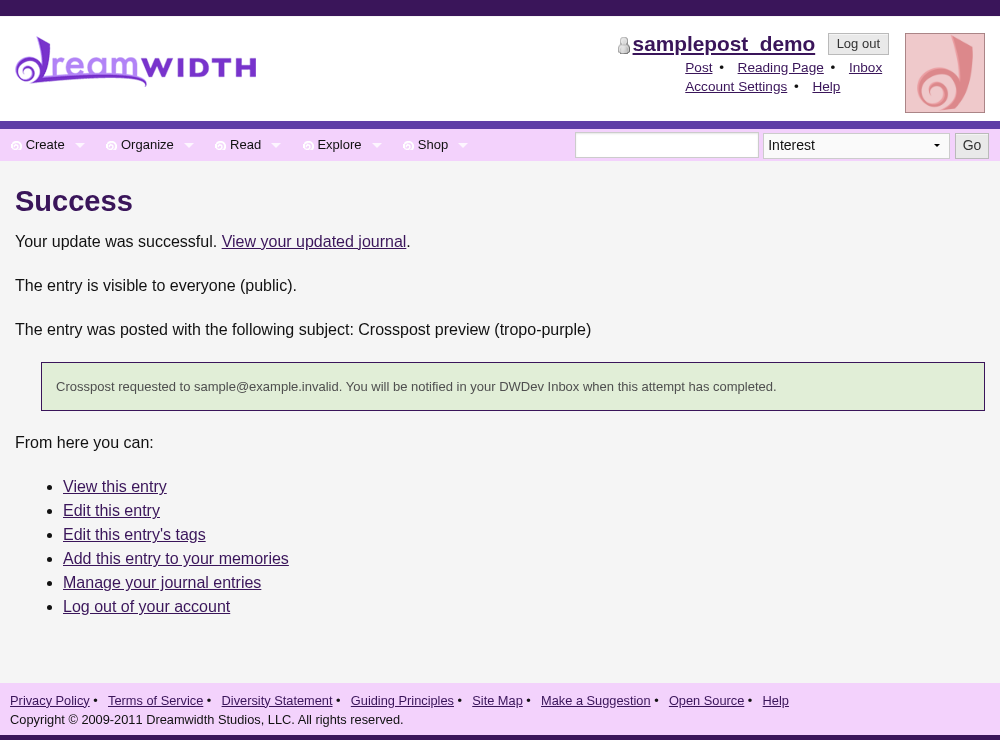 dreamWIDTH
samplepost_demo Log out
Post • Reading Page • Inbox
Account Settings • Help
Create Organize Read Explore Shop Interest Go
Success
Your update was successful. View your updated journal.
The entry is visible to everyone (public).
The entry was posted with the following subject: Crosspost preview (tropo-purple)
Crosspost requested to sample@example.invalid. You will be notified in your DWDev Inbox when this attempt has completed.
From here you can:
• View this entry
• Edit this entry
• Edit this entry's tags
• Add this entry to your memories
• Manage your journal entries
• Log out of your account
Privacy Policy • Terms of Service • Diversity Statement • Guiding Principles • Site Map • Make a Suggestion • Open Source • Help
Copyright © 2009-2011 Dreamwidth Studios, LLC. All rights reserved.